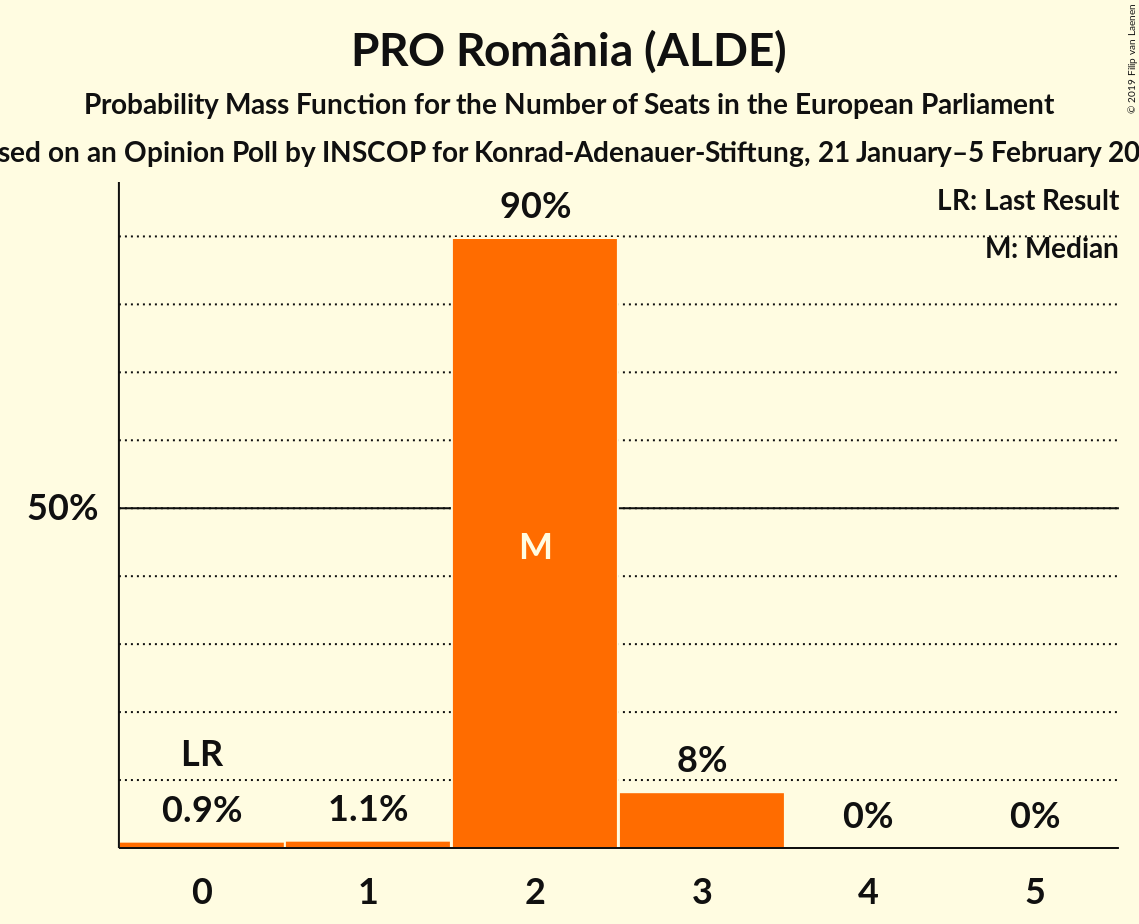 PRO România (ALDE)
Probability Mass Function for the Number of Seats in the European Parliament
sed on an Opinion Poll by INSCOP for Konrad-Adenauer-Stiftung, 21 January–5 February 20
© 2019 Filip van Laenen
LR: Last Result
M: Median
90%
50%
M
LR
0.9%
1.1%
8%
0%
0%
0 1 2 3 4 5